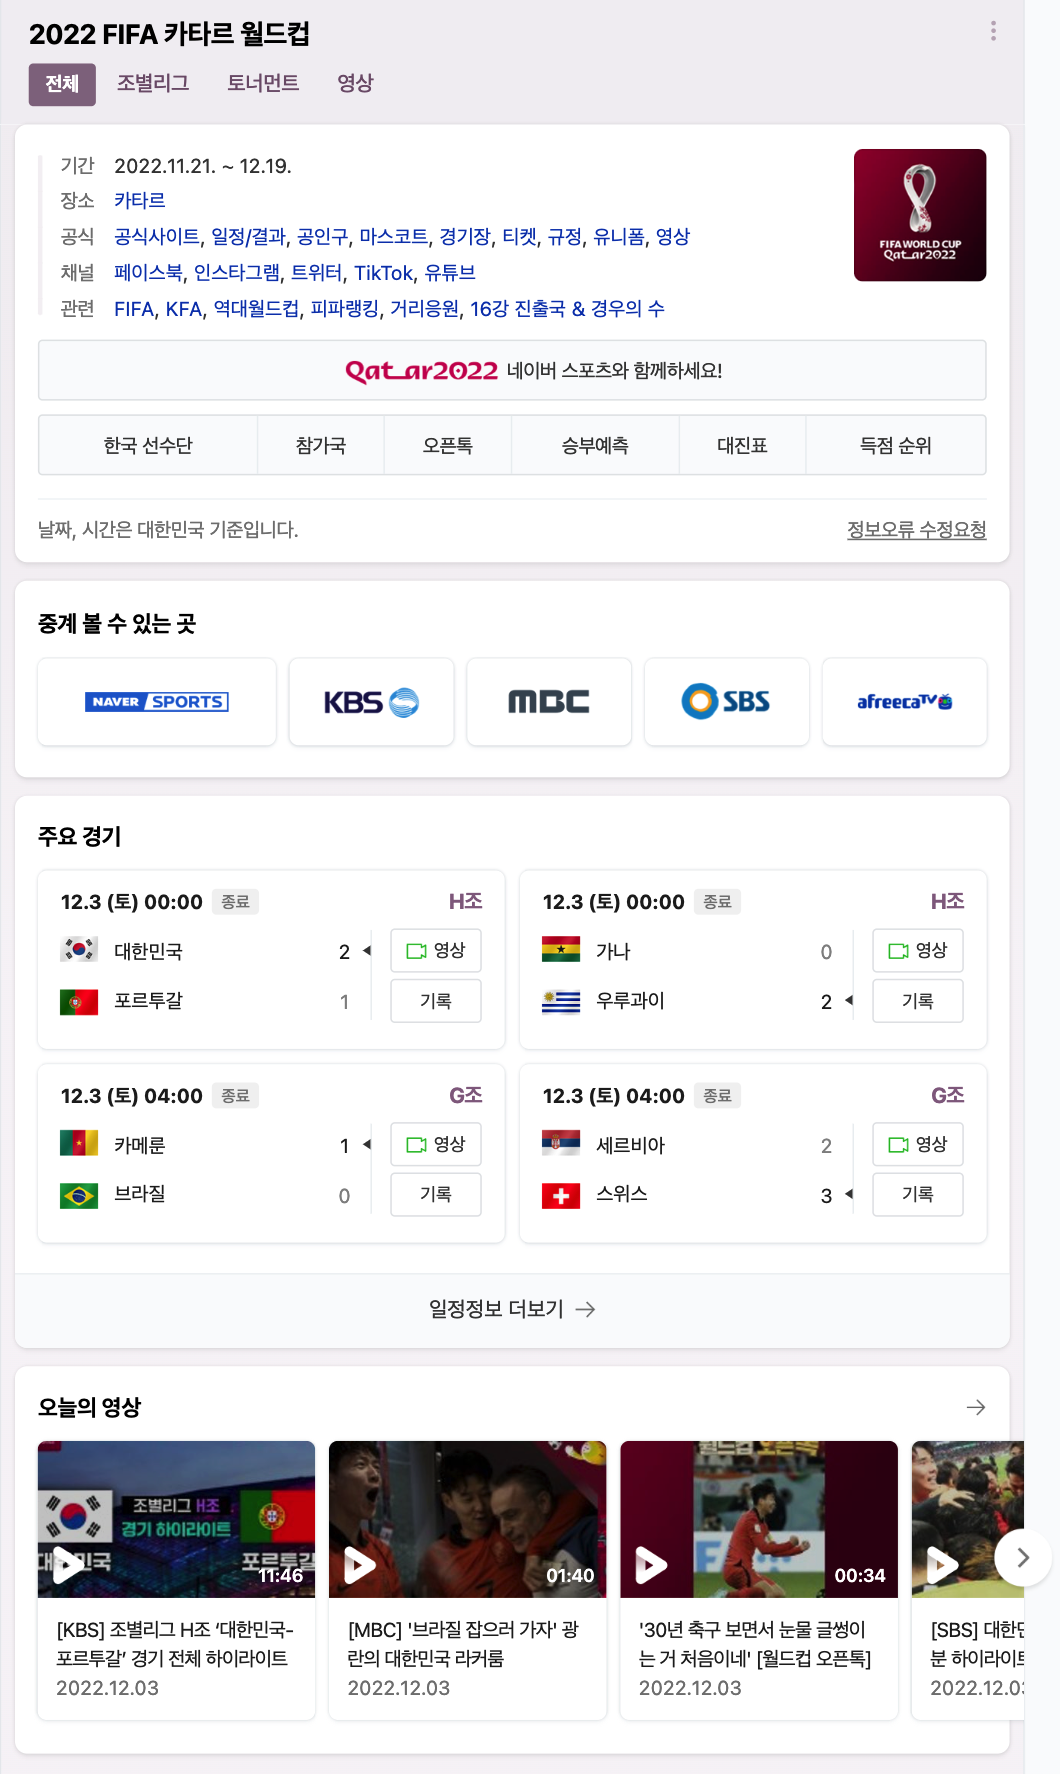 2022 FIFA 카타르 월드컵
전체 조별리그 토너먼트 영상
기간 2022.11.21. ~ 12.19.
장소 카타르
공식 공식사이트, 일정/결과, 공인구, 마스코트, 경기장, 티켓, 규정, 유니폼, 영상
채널 페이스북, 인스타그램, 트위터, TikTok, 유튜브
관련 FIFA, KFA, 역대월드컵, 피파랭킹, 거리응원, 16강 진출국 & 경우의 수
FIFA WORLD CUP
Qatar2022
Qatar2022 네이버 스포츠와 함께하세요!
한국 선수단 참가국 오픈톡 승부예측 대진표 득점 순위
날짜, 시간은 대한민국 기준입니다. 정보오류 수정요청
중계 볼 수 있는 곳
NAVER SPORTS KBS MBC SBS afreecaTV
주요 경기
12.3 (토) 00:00 종료 H조
대한민국 2 영상
포르투갈 1 기록
12.3 (토) 00:00 종료 H조
가나 0 영상
우루과이 2 기록
12.3 (토) 04:00 종료 G조
카메룬 1 영상
브라질 0 기록
12.3 (토) 04:00 종료 G조
세르비아 2 영상
스위스 3 기록
일정정보 더보기
오늘의 영상
조별리그 H조
경기 하이라이트
대한민국 포르투갈
11:46
[KBS] 조별리그 H조 ‘대한민국-
포르투갈’ 경기 전체 하이라이트
2022.12.03
01:40
[MBC] '브라질 잡으러 가자' 광
란의 대한민국 라커룸
2022.12.03
월드컵 오픈톡
00:34
'30년 축구 보면서 눈물 글썽이
는 거 처음이네' [월드컵 오픈톡]
2022.12.03
[SBS] 대한민
분 하이라이트
2022.12.03